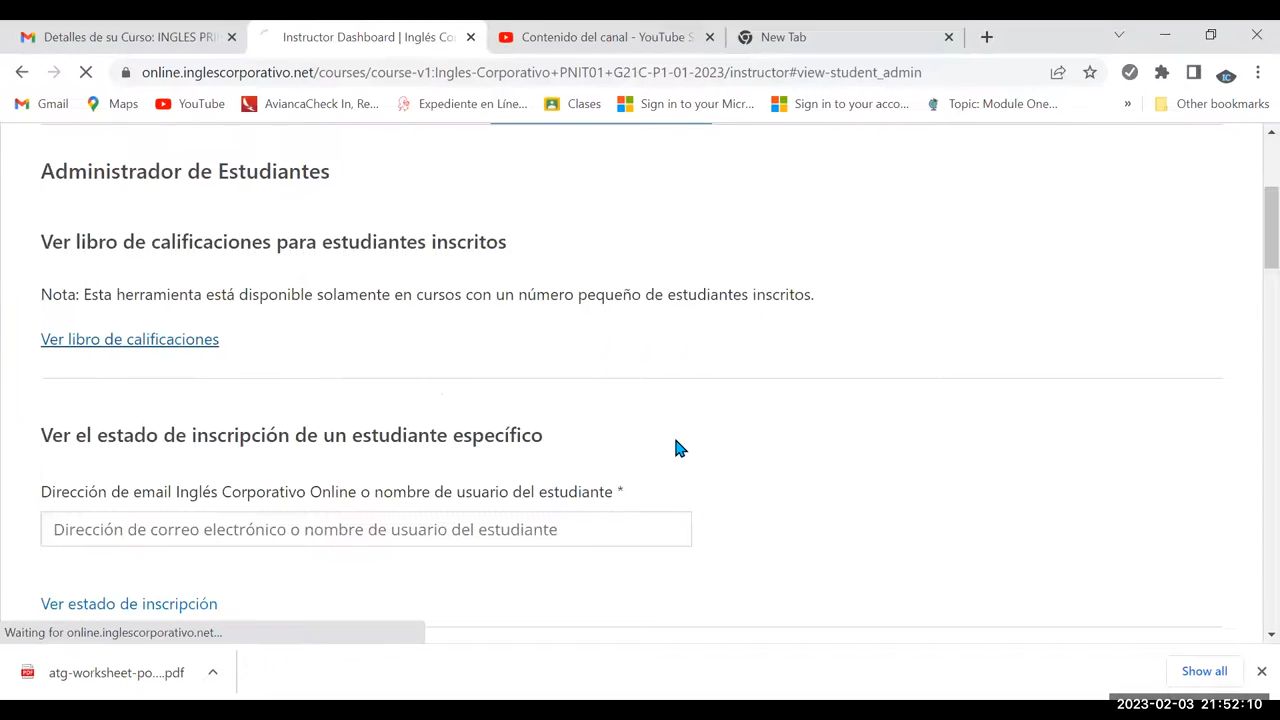 Detalles de su Curso: INGLES PRI
Instructor Dashboard | Inglés Co
Contenido del canal - YouTube S
New Tab
online.inglescorporativo.net/courses/course-v1:Ingles-Corporativo+PNIT01+G21C-P1-01-2023/instructor#view-student_admin
Gmail Maps YouTube AviancaCheck In, Re... Expediente en Líne... Clases Sign in to your Micr... Sign in to your acco... Topic: Module One... » Other bookmarks
Administrador de Estudiantes
Ver libro de calificaciones para estudiantes inscritos
Nota: Esta herramienta está disponible solamente en cursos con un número pequeño de estudiantes inscritos.
Ver libro de calificaciones
Ver el estado de inscripción de un estudiante específico
Dirección de email Inglés Corporativo Online o nombre de usuario del estudiante *
Dirección de correo electrónico o nombre de usuario del estudiante
Ver estado de inscripción
Waiting for online.inglescorporativo.net...
atg-worksheet-po....pdf
Show all
2023-02-03 21:52:10